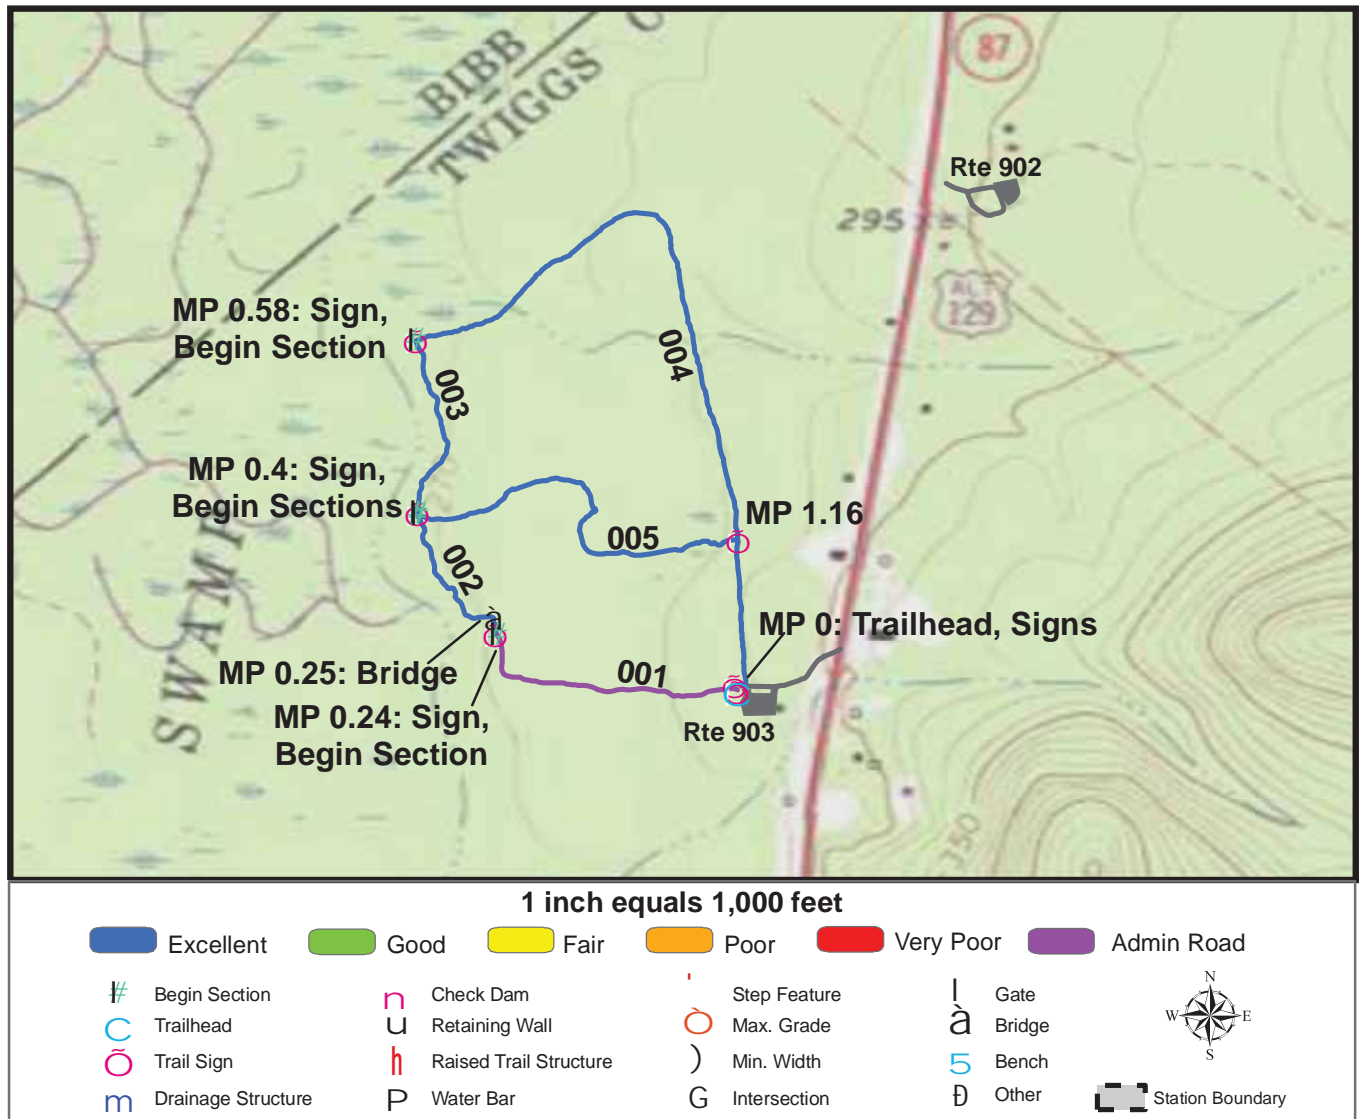 BIBB
TWIGGS
87
Rte 902
295
ALT
129
MP 0.58: Sign,
Begin Section
003
004
MP 0.4: Sign,
Begin Sections
MP 1.16
005
002
SWAMP
à
MP 0: Trailhead, Signs
MP 0.25: Bridge
001
MP 0.24: Sign,
Begin Section
Rte 903
350
1 inch equals 1,000 feet
Excellent
Good
Fair
Poor
Very Poor
Admin Road
Begin Section
n Check Dam
' Step Feature
l Gate
C Trailhead
u Retaining Wall
Ò Max. Grade
à Bridge
Õ Trail Sign
h Raised Trail Structure
) Min. Width
5 Bench
m Drainage Structure
P Water Bar
G Intersection
Ð Other
N
W E
S
Station Boundary